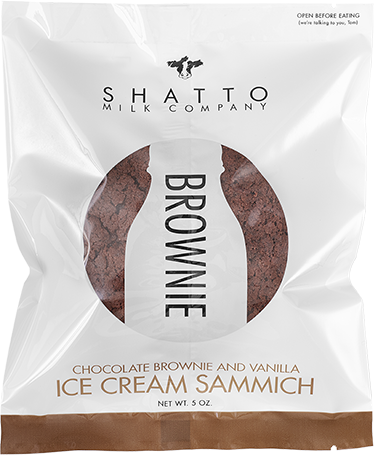 OPEN BEFORE EATING
(we're talking to you, Tom)
SHATTO
MILK COMPANY
BROWNIE
CHOCOLATE BROWNIE AND VANILLA
ICE CREAM SAMMICH
NET WT. 5 OZ.